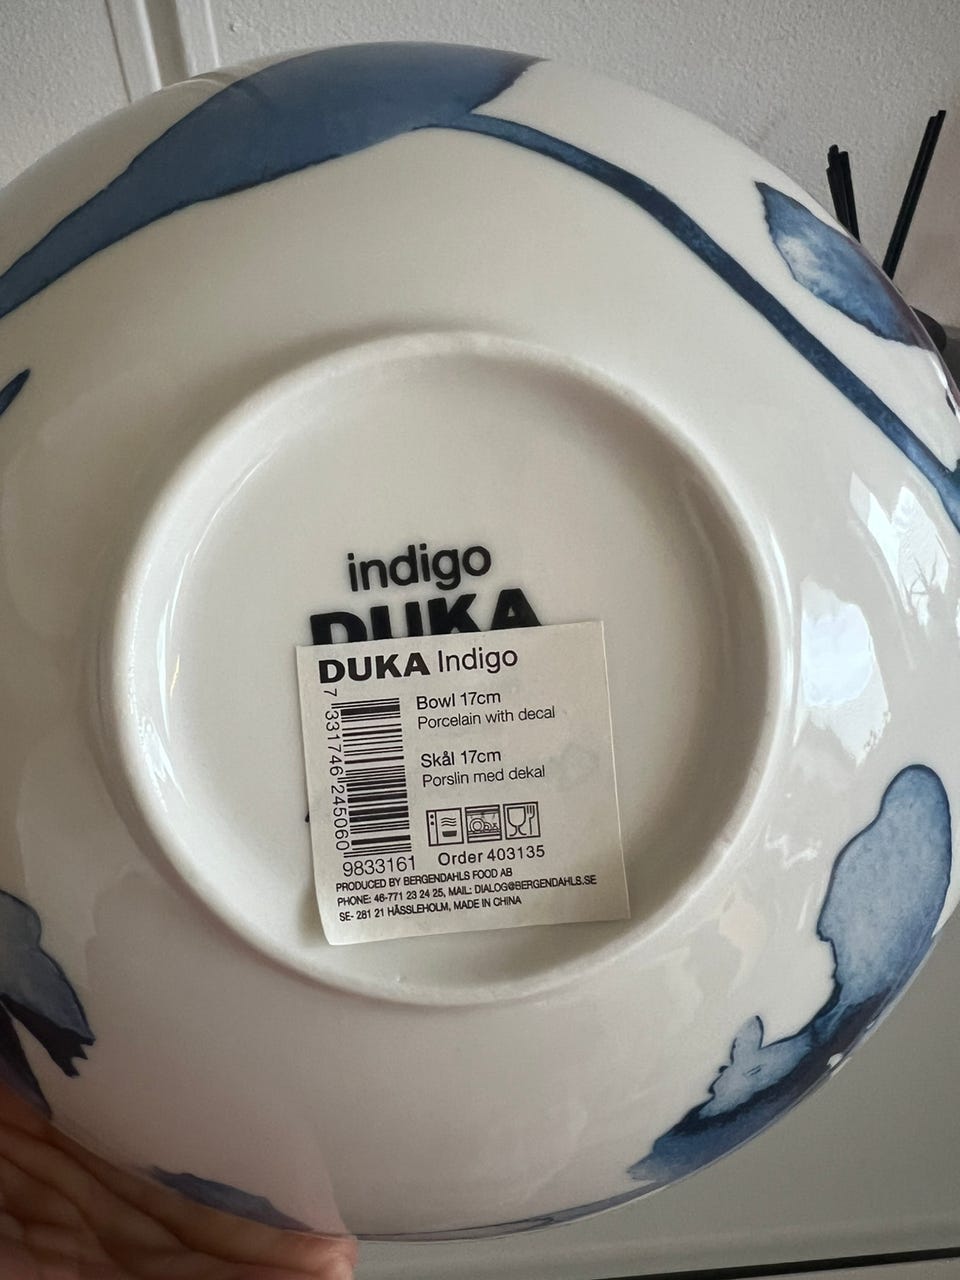 indigo
DUKA
DUKA Indigo
Bowl 17cm
Porcelain with decal
Skål 17cm
Porslin med dekal
7 331746 245060
9833161
Order 403135
PRODUCED BY BERGENDAHLS FOOD AB
PHONE: 46-771 23 24 25, MAIL: DIALOG@BERGENDAHLS.SE
SE- 281 21 HÄSSLEHOLM, MADE IN CHINA